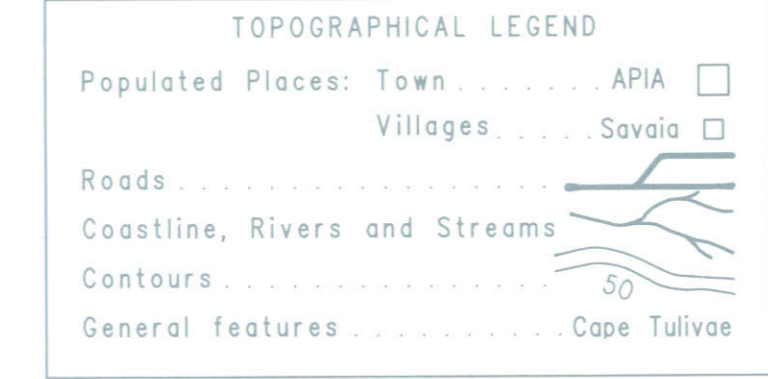 TOPOGRAPHICAL LEGEND
Populated Places: Town . . . . . . . APIA
Villages . . . . . Savaia
Roads . . . . . . . . . . . . . . . . . .
Coastline, Rivers and Streams
Contours . . . . . . . . . . . . . . . . 50
General features . . . . . . . . . . Cape Tulivae